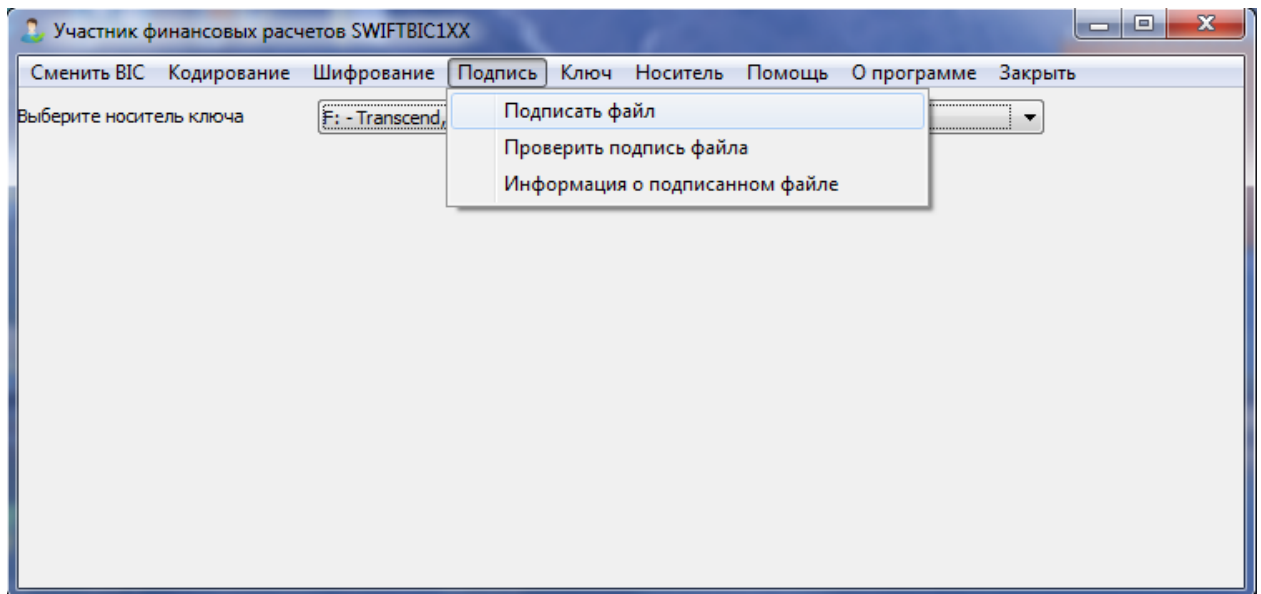 Участник финансовых расчетов SWIFTBIC1XX
Сменить BIC Кодирование Шифрование Подпись Ключ Носитель Помощь О программе Закрыть
Выберите носитель ключа F: - Transcend,
Подписать файл
Проверить подпись файла
Информация о подписанном файле